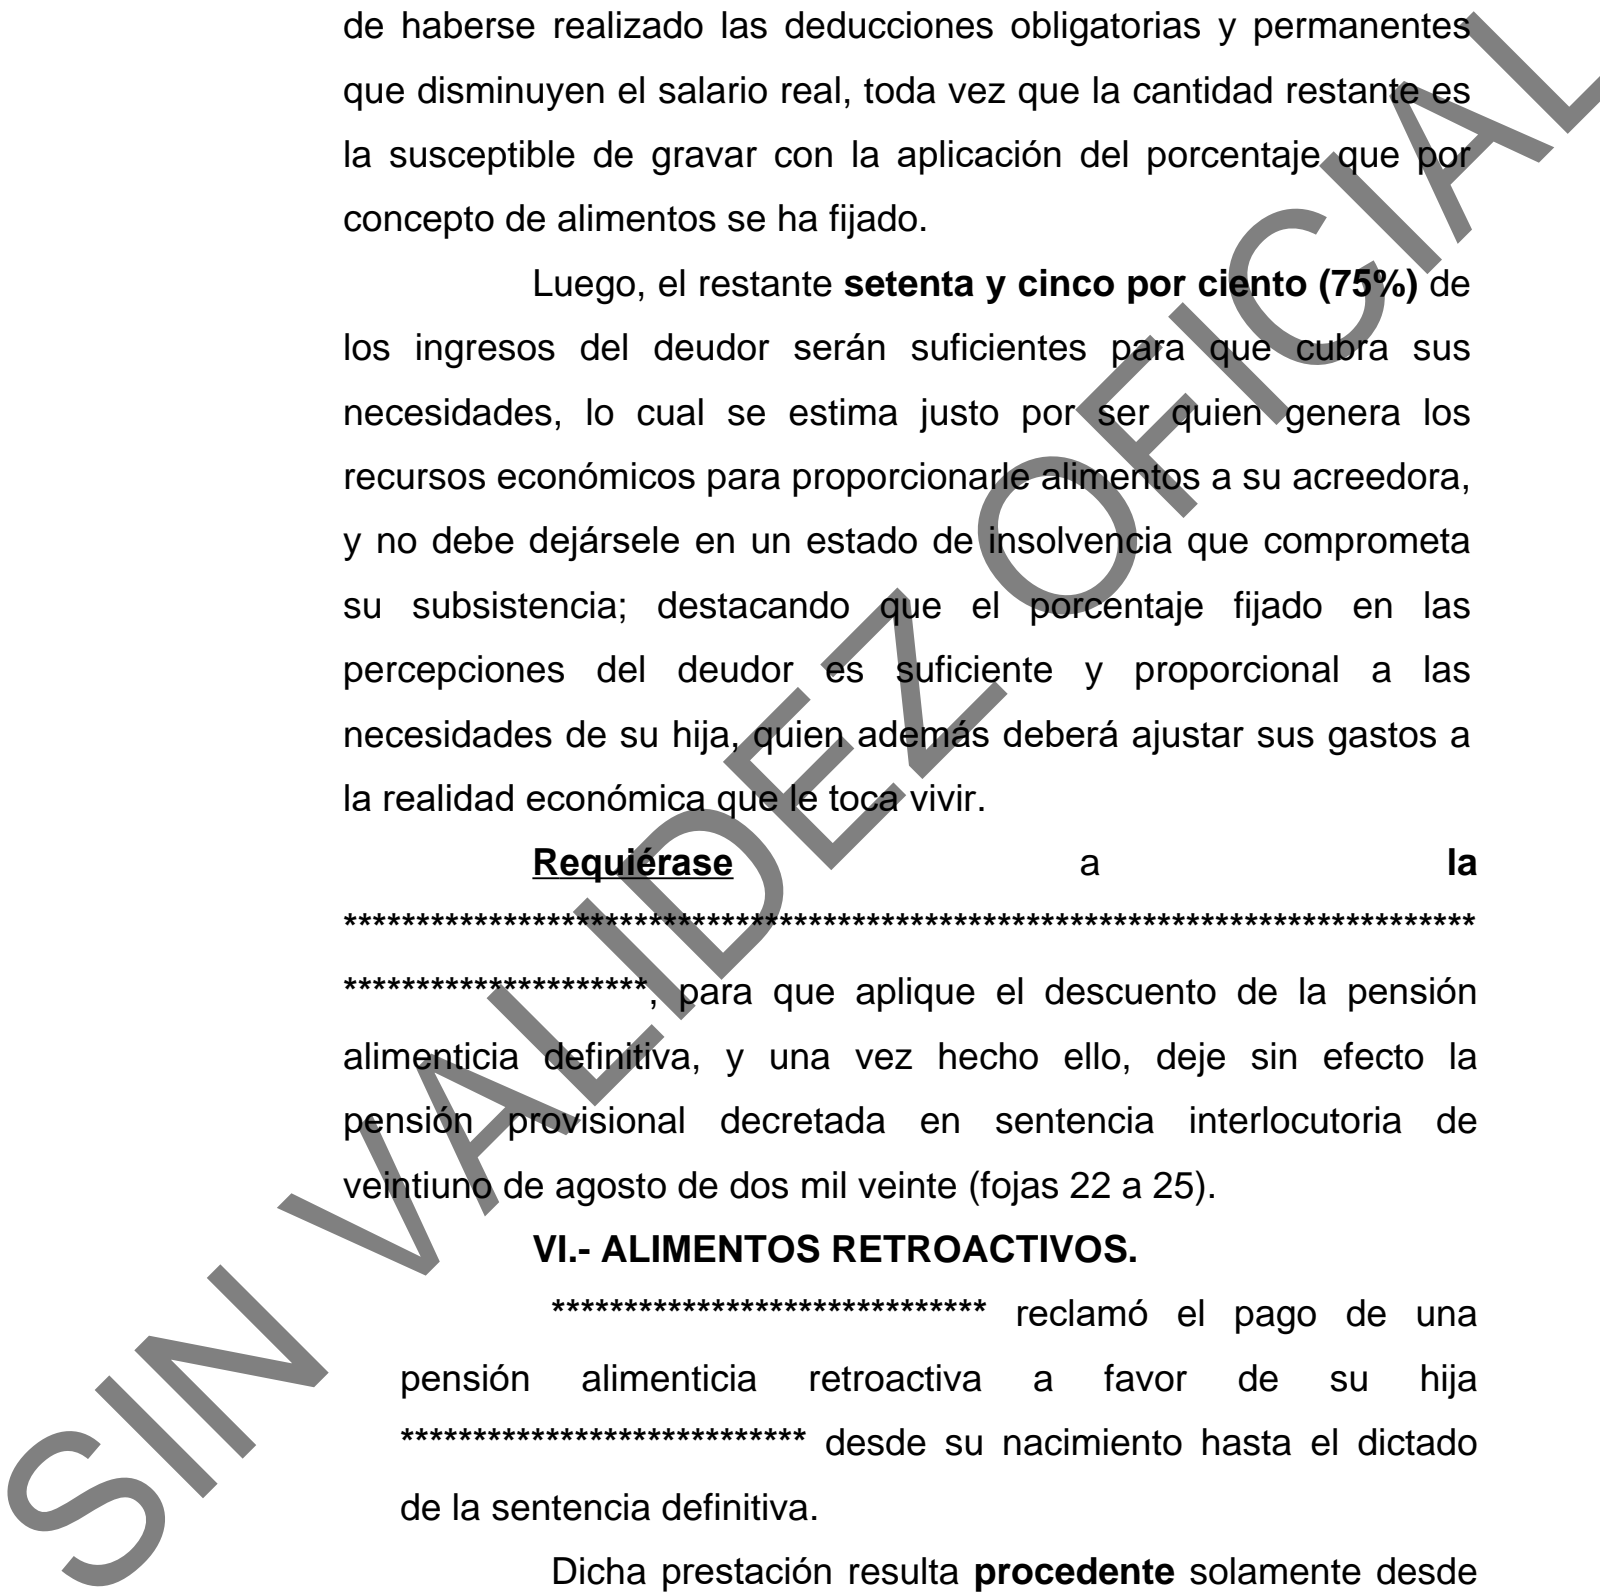 de haberse realizado las deducciones obligatorias y permanentes
que disminuyen el salario real, toda vez que la cantidad restante es
la susceptible de gravar con la aplicación del porcentaje que por
concepto de alimentos se ha fijado.
Luego, el restante setenta y cinco por ciento (75%) de
los ingresos del deudor serán suficientes para que cubra sus
necesidades, lo cual se estima justo por ser quien genera los
recursos económicos para proporcionarle alimentos a su acreedora,
y no debe dejársele en un estado de insolvencia que comprometa
su subsistencia; destacando que el porcentaje fijado en las
percepciones del deudor es suficiente y proporcional a las
necesidades de su hija, quien además deberá ajustar sus gastos a
la realidad económica que le toca vivir.
Requiérase a la
******************************************************************************
*********************, para que aplique el descuento de la pensión
alimenticia definitiva, y una vez hecho ello, deje sin efecto la
pensión provisional decretada en sentencia interlocutoria de
veintiuno de agosto de dos mil veinte (fojas 22 a 25).
VI.- ALIMENTOS RETROACTIVOS.
****************************** reclamó el pago de una
pensión alimenticia retroactiva a favor de su hija
**************************** desde su nacimiento hasta el dictado
de la sentencia definitiva.
Dicha prestación resulta procedente solamente desde
SIN VALIDEZ OFICIAL